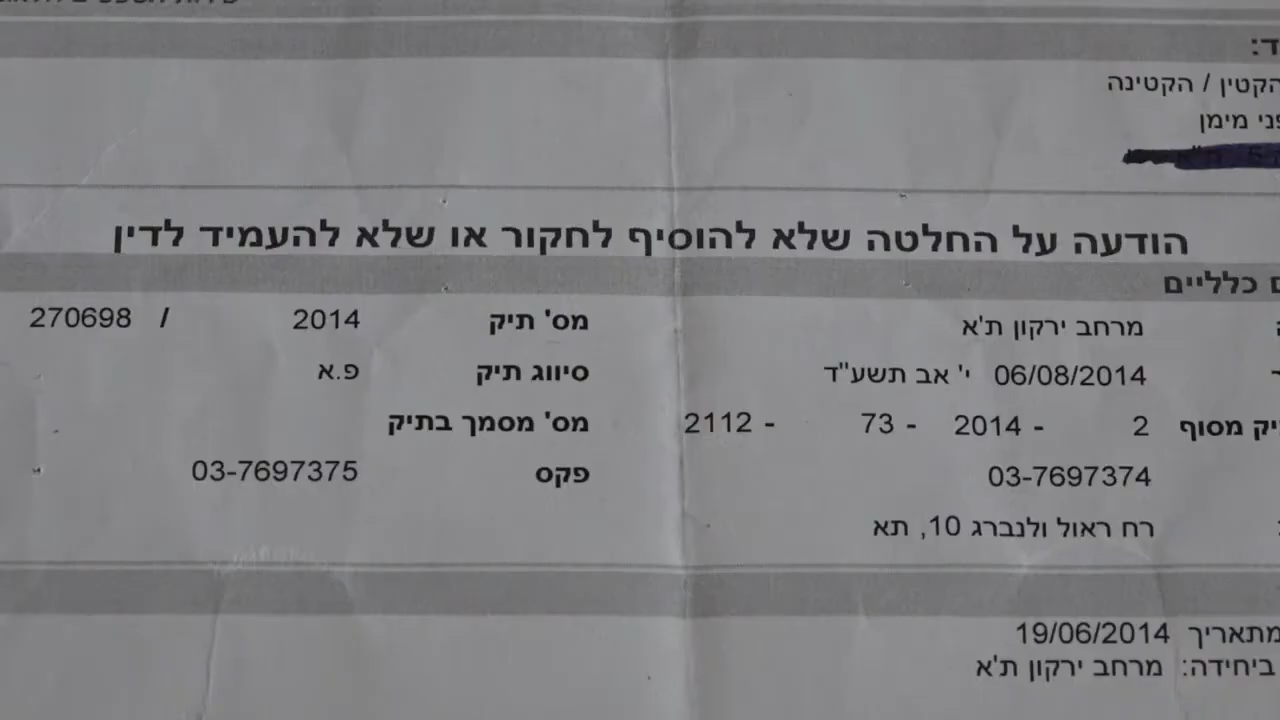 הקטין / הקטינה
מימן
הודעה על החלטה שלא להוסיף לחקור או שלא להעמיד לדין
כלליים
מרחב ירקון ת'א מס' תיק 2014 / 270698
06/08/2014 י' אב תשע"ד סיווג תיק פ.א
מסוף 2 - 2014 - 73 - 2112 מס' מסמך בתיק
03-7697374 פקס 03-7697375
רח ראול ולנברג 10, תא
מתאריך 19/06/2014
ביחידה: מרחב ירקון ת'א